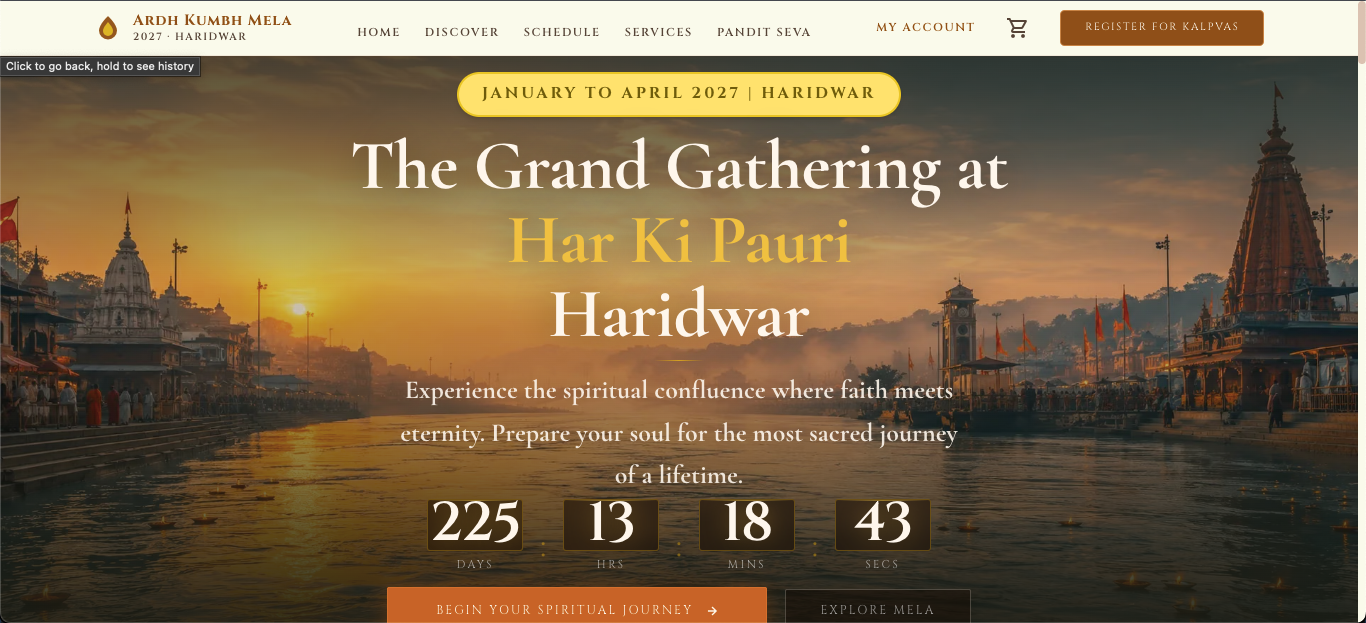 Ardh Kumbh Mela
2027 · HARIDWAR
HOME DISCOVER SCHEDULE SERVICES PANDIT SEVA
MY ACCOUNT
REGISTER FOR KALPVAS
Click to go back, hold to see history
JANUARY TO APRIL 2027 | HARIDWAR
The Grand Gathering at
Har Ki Pauri
Haridwar
Experience the spiritual confluence where faith meets
eternity. Prepare your soul for the most sacred journey
of a lifetime.
225 : 13 : 18 : 43
DAYS HRS MINS SECS
BEGIN YOUR SPIRITUAL JOURNEY → EXPLORE MELA